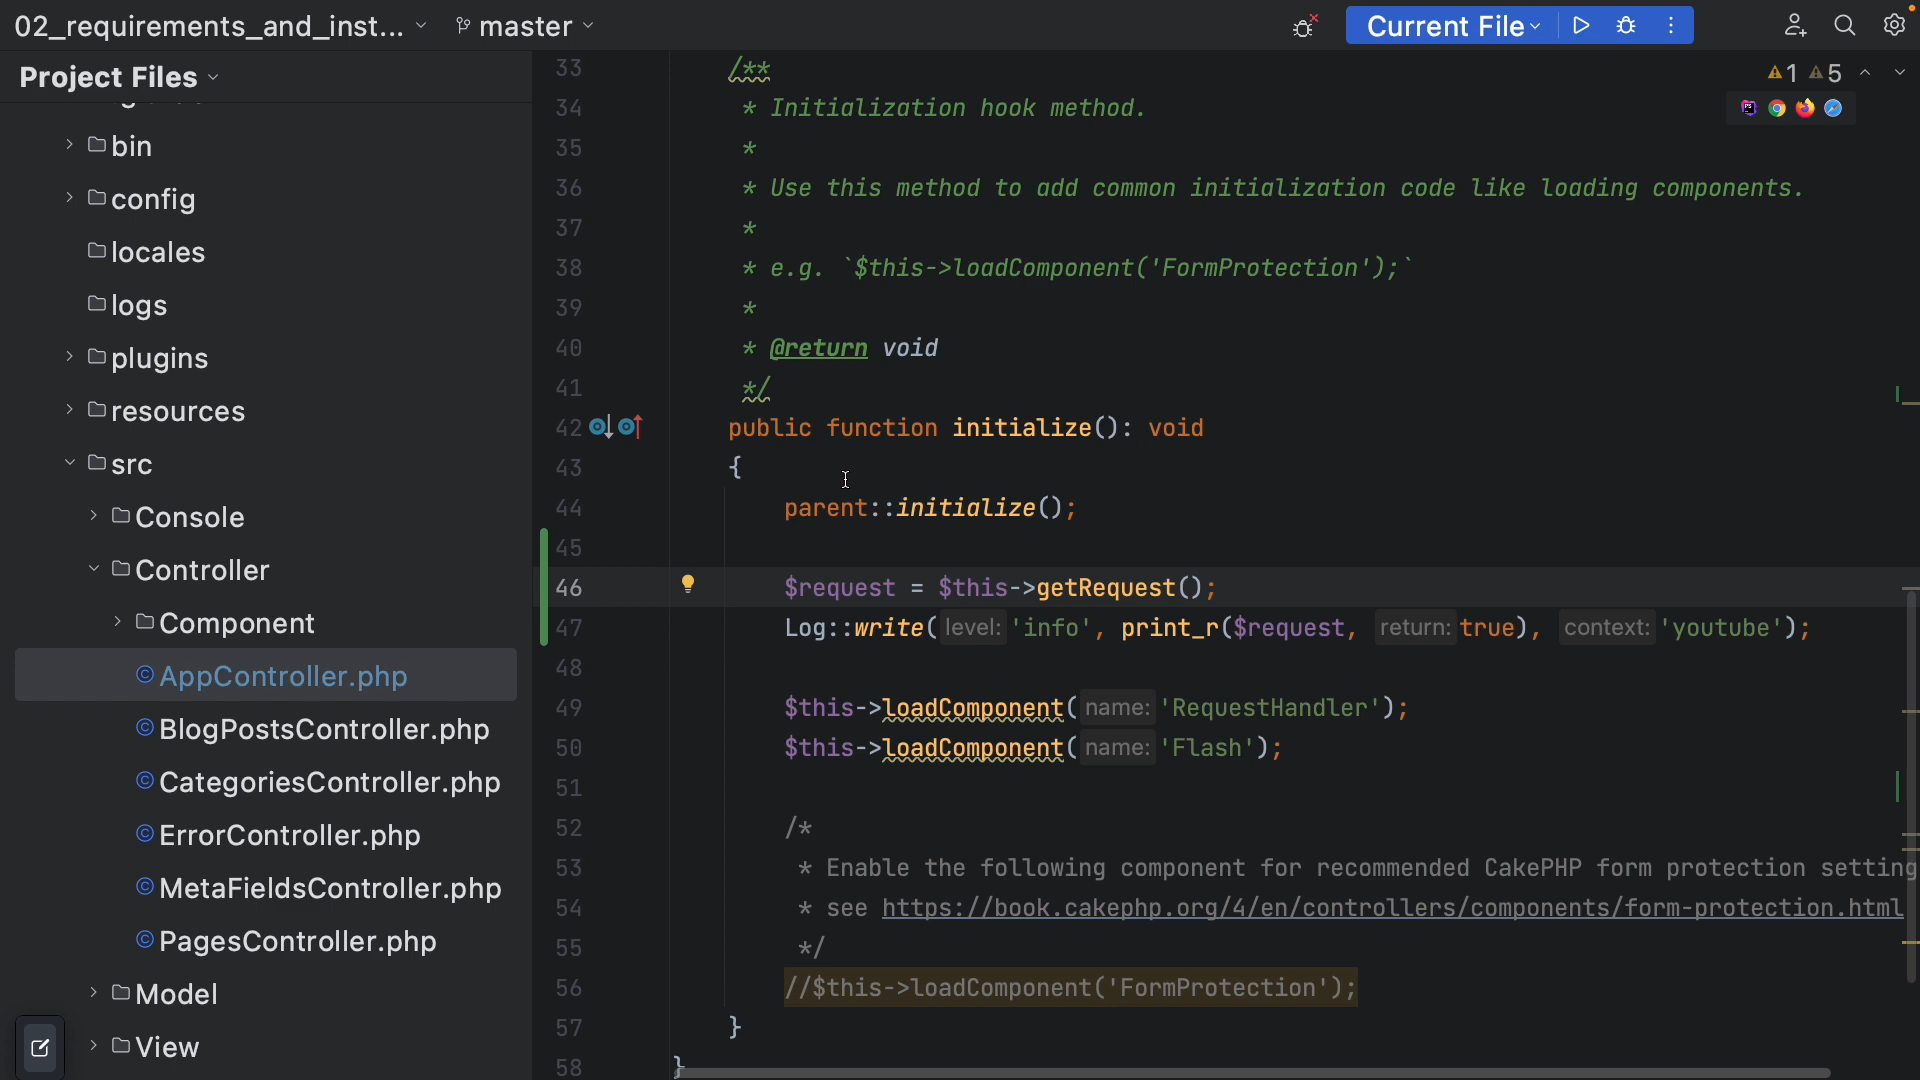 02_requirements_and_inst...
master
Current File
Project Files
1 5
bin
config
locales
logs
plugins
resources
src
Console
Controller
Component
AppController.php
BlogPostsController.php
CategoriesController.php
ErrorController.php
MetaFieldsController.php
PagesController.php
Model
View
33 /**
34 * Initialization hook method.
35 *
36 * Use this method to add common initialization code like loading components.
37 *
38 * e.g. `$this->loadComponent('FormProtection');`
39 *
40 * @return void
41 */
42 public function initialize(): void
43 {
44 parent::initialize();
45
46 $request = $this->getRequest();
47 Log::write( level: 'info', print_r($request, return: true), context: 'youtube');
48
49 $this->loadComponent( name: 'RequestHandler');
50 $this->loadComponent( name: 'Flash');
51
52 /*
53 * Enable the following component for recommended CakePHP form protection setting
54 * see https://book.cakephp.org/4/en/controllers/components/form-protection.html
55 */
56 //$this->loadComponent('FormProtection');
57 }
58 }